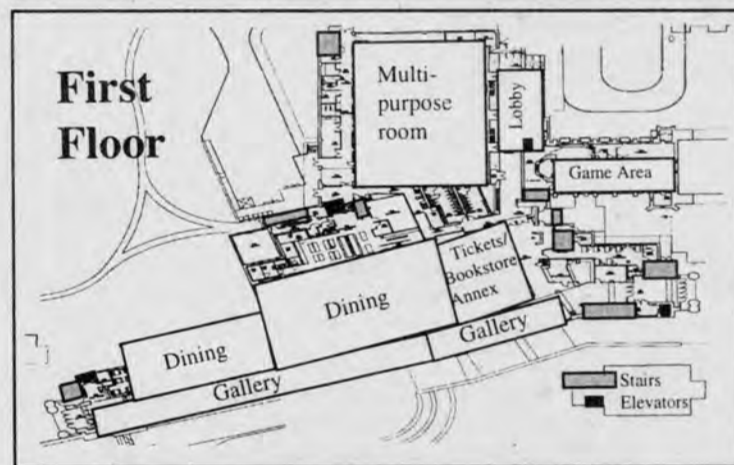 First
Floor
Multi-
purpose
room
Lobby
Game Area
Tickets/
Bookstore
Annex
Dining
Gallery
Dining
Gallery
Stairs
Elevators